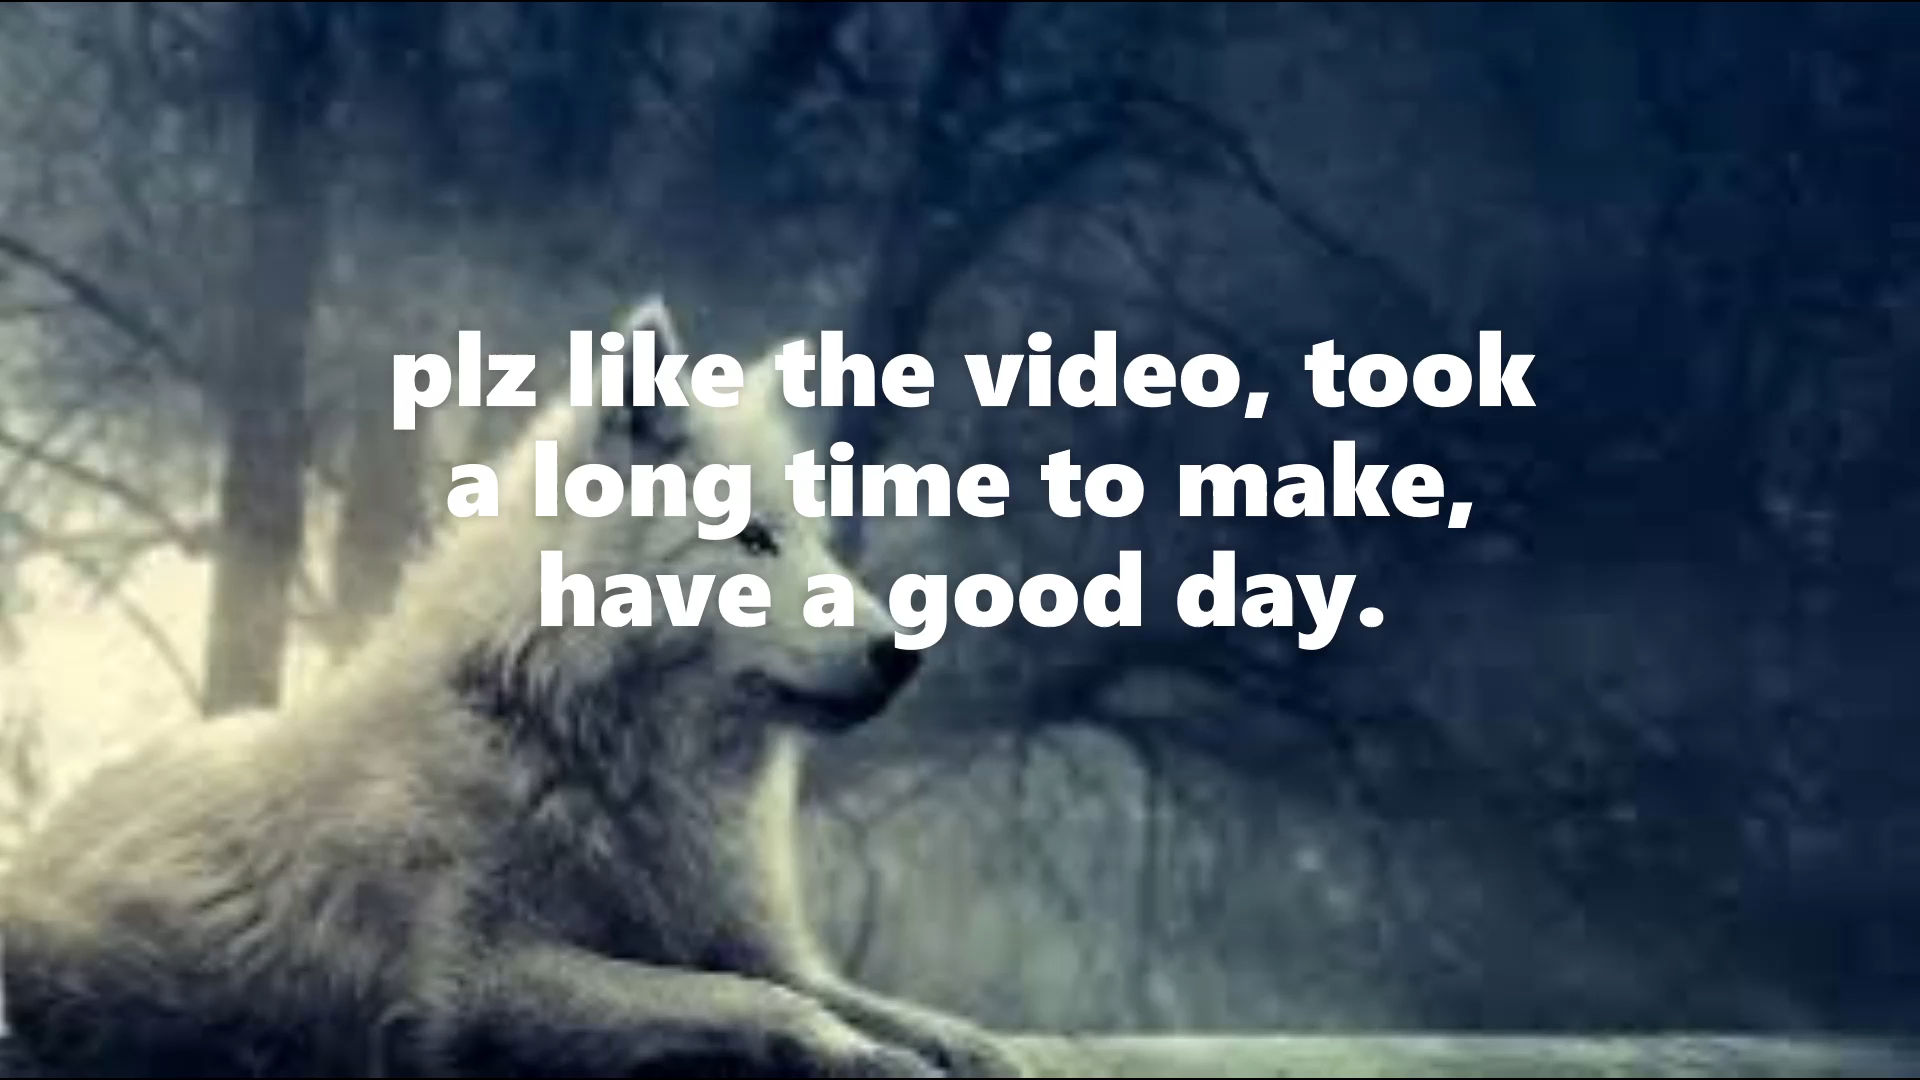 plz like the video, took
a long time to make,
have a good day.